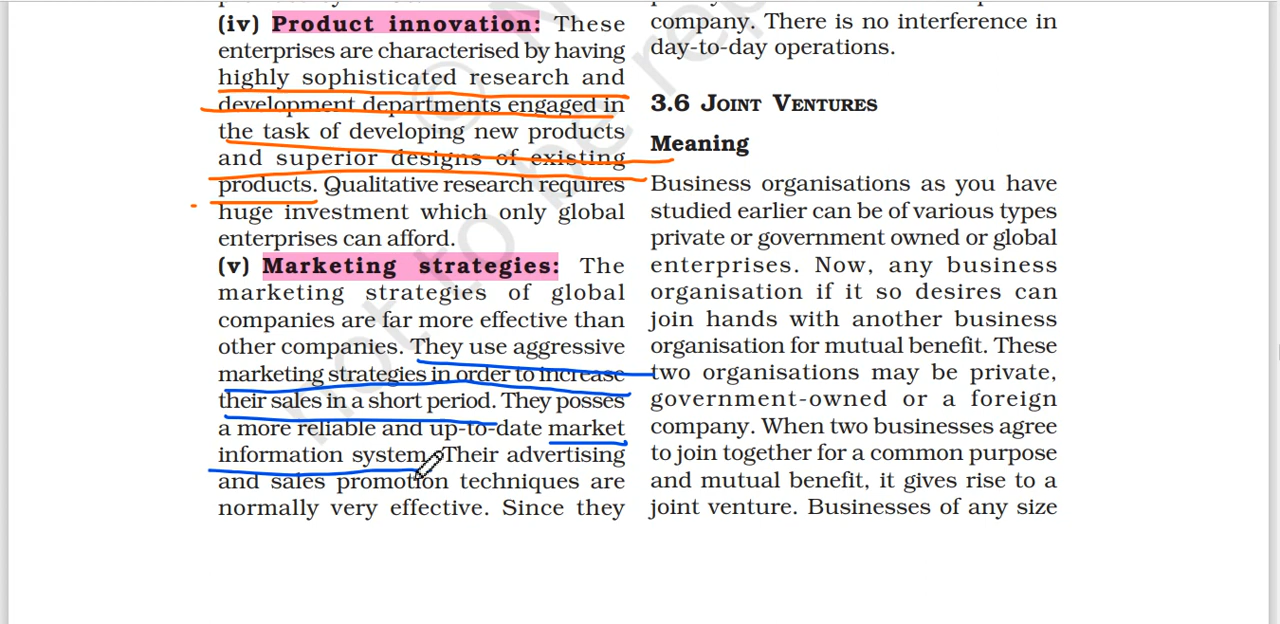 (iv) Product innovation: These
enterprises are characterised by having
highly sophisticated research and
development departments engaged in
the task of developing new products
and superior designs of existing
products. Qualitative research requires
huge investment which only global
enterprises can afford.
(v) Marketing strategies: The
marketing strategies of global
companies are far more effective than
other companies. They use aggressive
marketing strategies in order to increase
their sales in a short period. They posses
a more reliable and up-to-date market
information system. Their advertising
and sales promotion techniques are
normally very effective. Since they
company. There is no interference in
day-to-day operations.
3.6 JOINT VENTURES
Meaning
Business organisations as you have
studied earlier can be of various types
private or government owned or global
enterprises. Now, any business
organisation if it so desires can
join hands with another business
organisation for mutual benefit. These
two organisations may be private,
government-owned or a foreign
company. When two businesses agree
to join together for a common purpose
and mutual benefit, it gives rise to a
joint venture. Businesses of any size